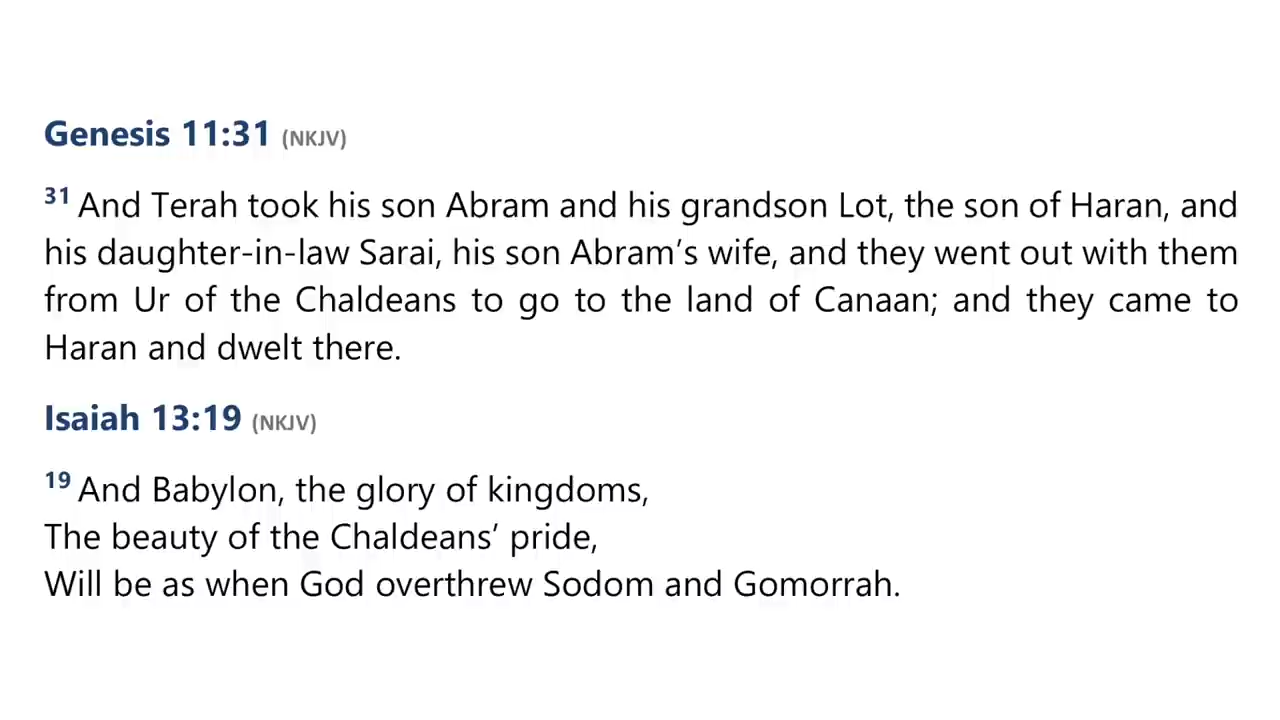 Genesis 11:31 (NKJV)
31 And Terah took his son Abram and his grandson Lot, the son of Haran, and
his daughter-in-law Sarai, his son Abram’s wife, and they went out with them
from Ur of the Chaldeans to go to the land of Canaan; and they came to
Haran and dwelt there.
Isaiah 13:19 (NKJV)
19 And Babylon, the glory of kingdoms,
The beauty of the Chaldeans’ pride,
Will be as when God overthrew Sodom and Gomorrah.